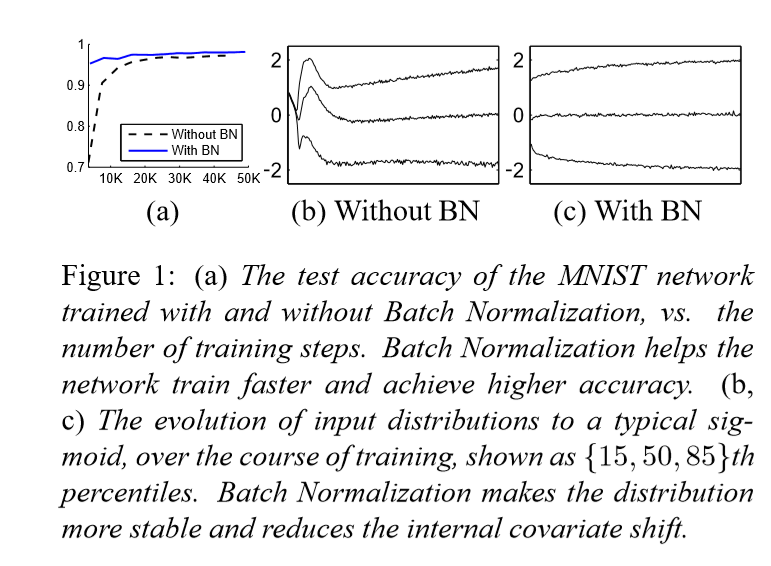 1
0.9
0.8
0.7
Without BN
With BN
10K 20K 30K 40K 50K
2
0
-2
2
0
-2
(a) (b) Without BN (c) With BN
Figure 1: (a) The test accuracy of the MNIST network
trained with and without Batch Normalization, vs. the
number of training steps. Batch Normalization helps the
network train faster and achieve higher accuracy. (b,
c) The evolution of input distributions to a typical sig-
moid, over the course of training, shown as {15, 50, 85}th
percentiles. Batch Normalization makes the distribution
more stable and reduces the internal covariate shift.